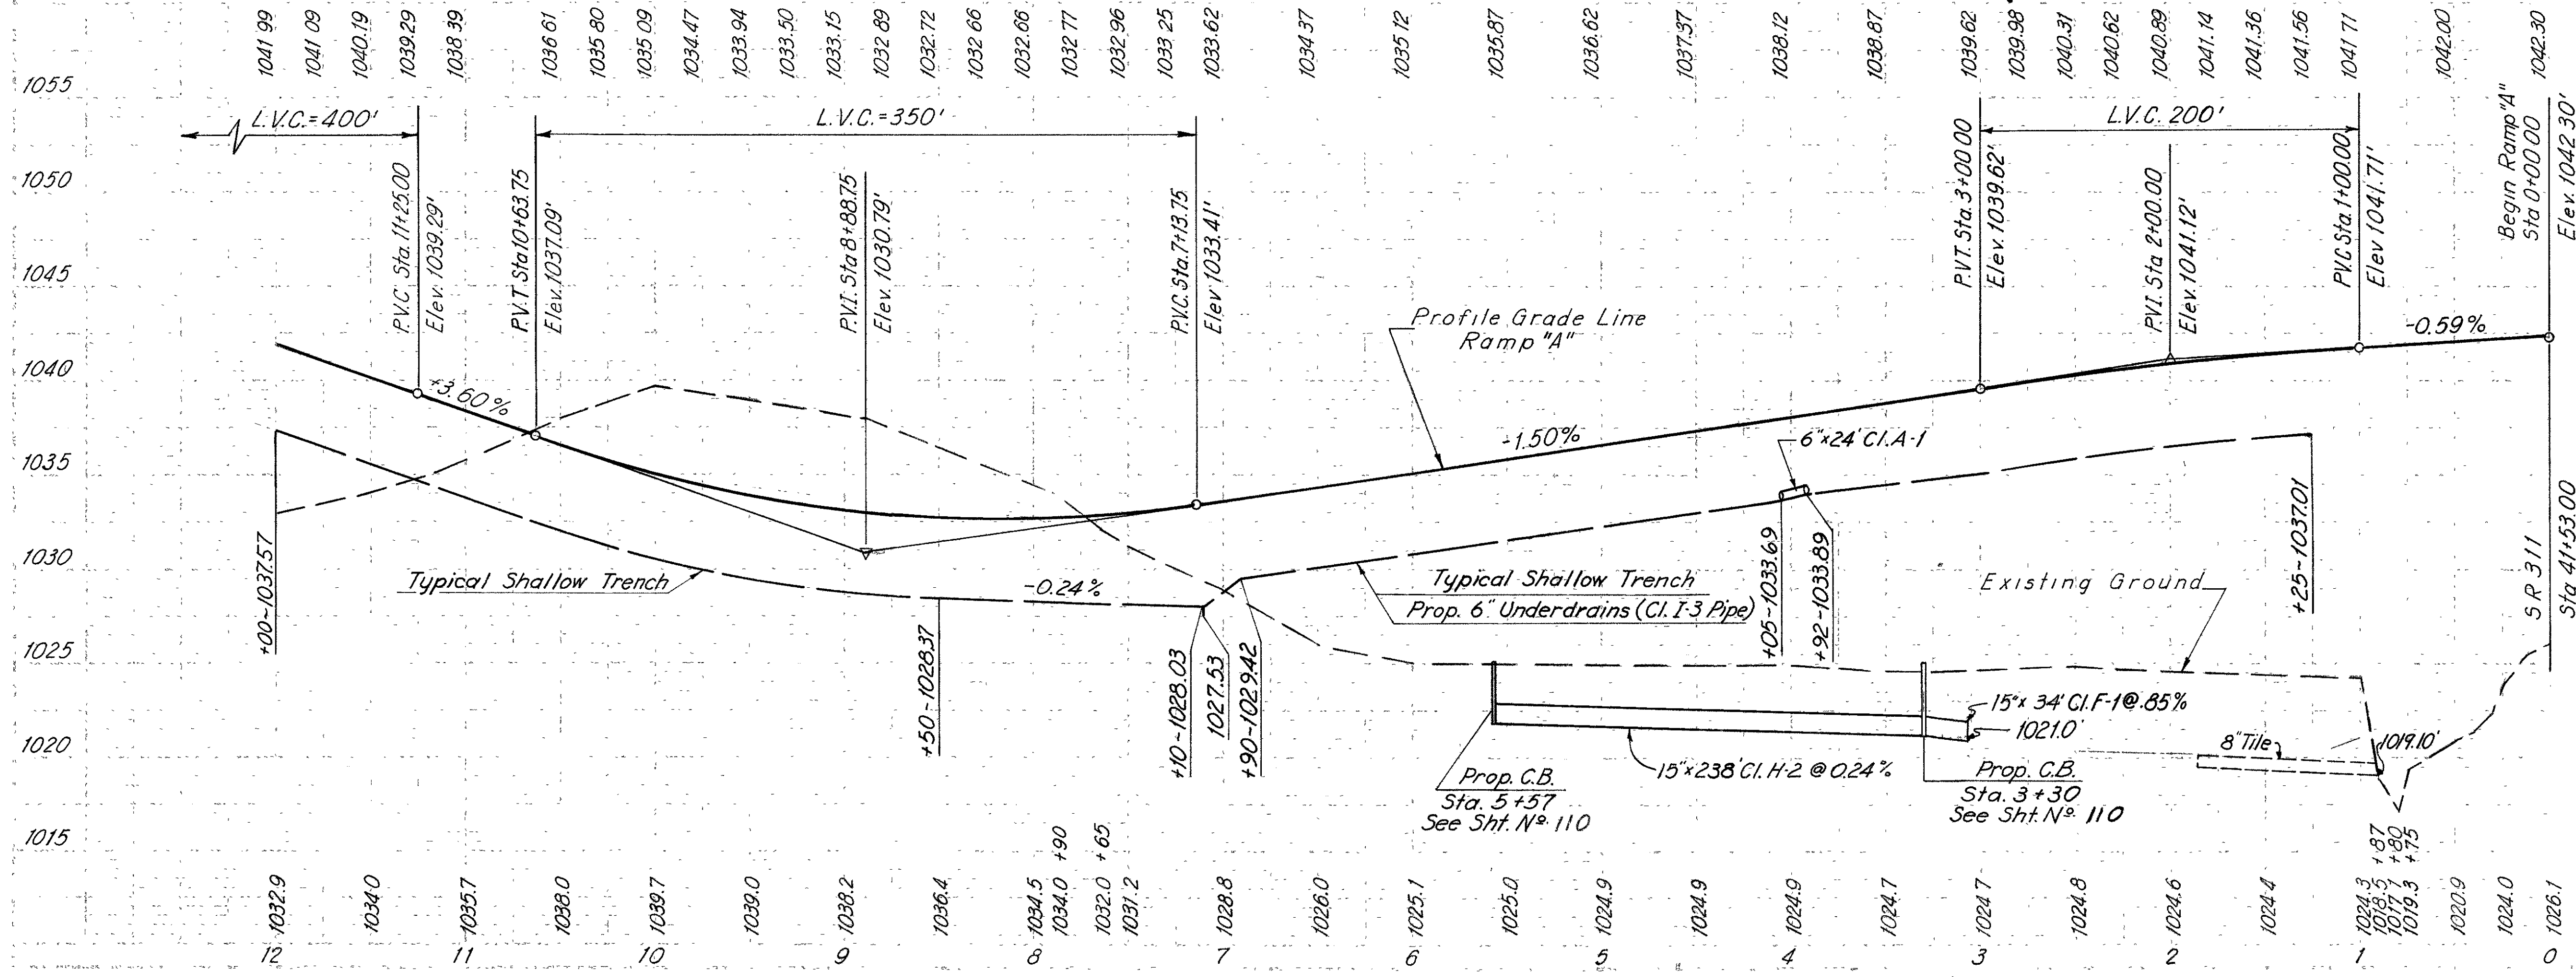 1041 99 1041 09 1040.19 1039.29 1038 39 1036 61 1035 80 1035 09 1034.47 1033.94 1033.50 1033.15 1032 89 1032.72 1032 66 1032.66 1032 77 1032.96 1033 25 1033.62 1034 37 1035 12 1035.87 1036.62 1037.37 1038.12 1038.87 1039.62 1039.98 1040.31 1040.62 1040.89 1041.14 1041.36 1041.56 1041 71 1042.00 1042.30
1055
1050
1045
1040
1035
1030
1025
1020
1015
L.V.C.=400'
L.V.C.=350'
L.V.C. 200'
P.V.C. Sta. 11+25.00
Elev. 1039.29'
P.V.T Sta 10+63.75
Elev. 1037.09'
P.V.I. Sta 8+88.75
Elev. 1030.79'
P.V.C. Sta. 7+13.75
Elev 1033.41'
P.V.T. Sta. 3+00 00
Elev. 1039.62'
P.V.I. Sta 2+00.00
Elev. 1041.12'
P.V.C. Sta. 1+00.00
Elev 1041.71'
Begin Ramp "A"
Sta 0+00 00
Elev. 1042 30'
+3.60%
-1.50%
-0.59%
Profile Grade Line
Ramp "A"
6"x24' Cl. A-1
Typical Shallow Trench
-0.24%
Typical Shallow Trench
Prop. 6" Underdrains (Cl. I-3 Pipe)
Existing Ground
+00-1037.57
+50-1028.37
+10-1028.03
1027.53
+90-1029.42
+05-1033.69
+92-1033.89
+25-1037.01
S R 311
Sta 41+53.00
15"x 34' Cl. F-1 @ .85%
1021.0'
15"x238' Cl. H-2 @ 0.24%
8" Tile
1019.10'
Prop. C.B.
Sta. 5+57
See Sht. Nº 110
Prop. C.B.
Sta. 3+30
See Sht. Nº 110
+90 +65 +87 +80 +75
1032.9 1034.0 1035.7 1038.0 1039.7 1039.0 1038.2 1036.4 1034.5 1034.0 1032.0 1031.2 1028.8 1026.0 1025.1 1025.0 1024.9 1024.9 1024.9 1024.7 1024.7 1024.8 1024.6 1024.4 1024.3 1018.5 1017.7 1019.3 1020.9 1024.0 1026.1
12 11 10 9 8 7 6 5 4 3 2 1 0